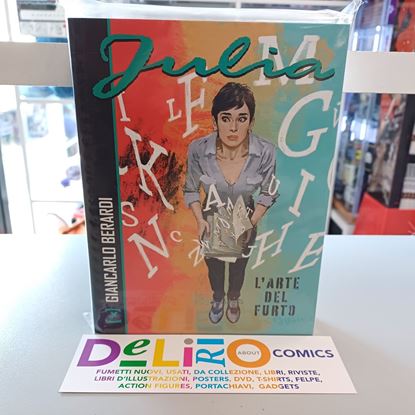 Julia
GIANCARLO BERARDI
L'ARTE
DEL
FURTO
DeLiRiO ABOUT COMICS
FUMETTI NUOVI, USATI, DA COLLEZIONE, LIBRI, RIVISTE,
LIBRI D'ILLUSTRAZIONI, POSTERS, DVD, T-SHIRTS, FELPE,
ACTION FIGURES, PORTACHIAVI, GADGETS